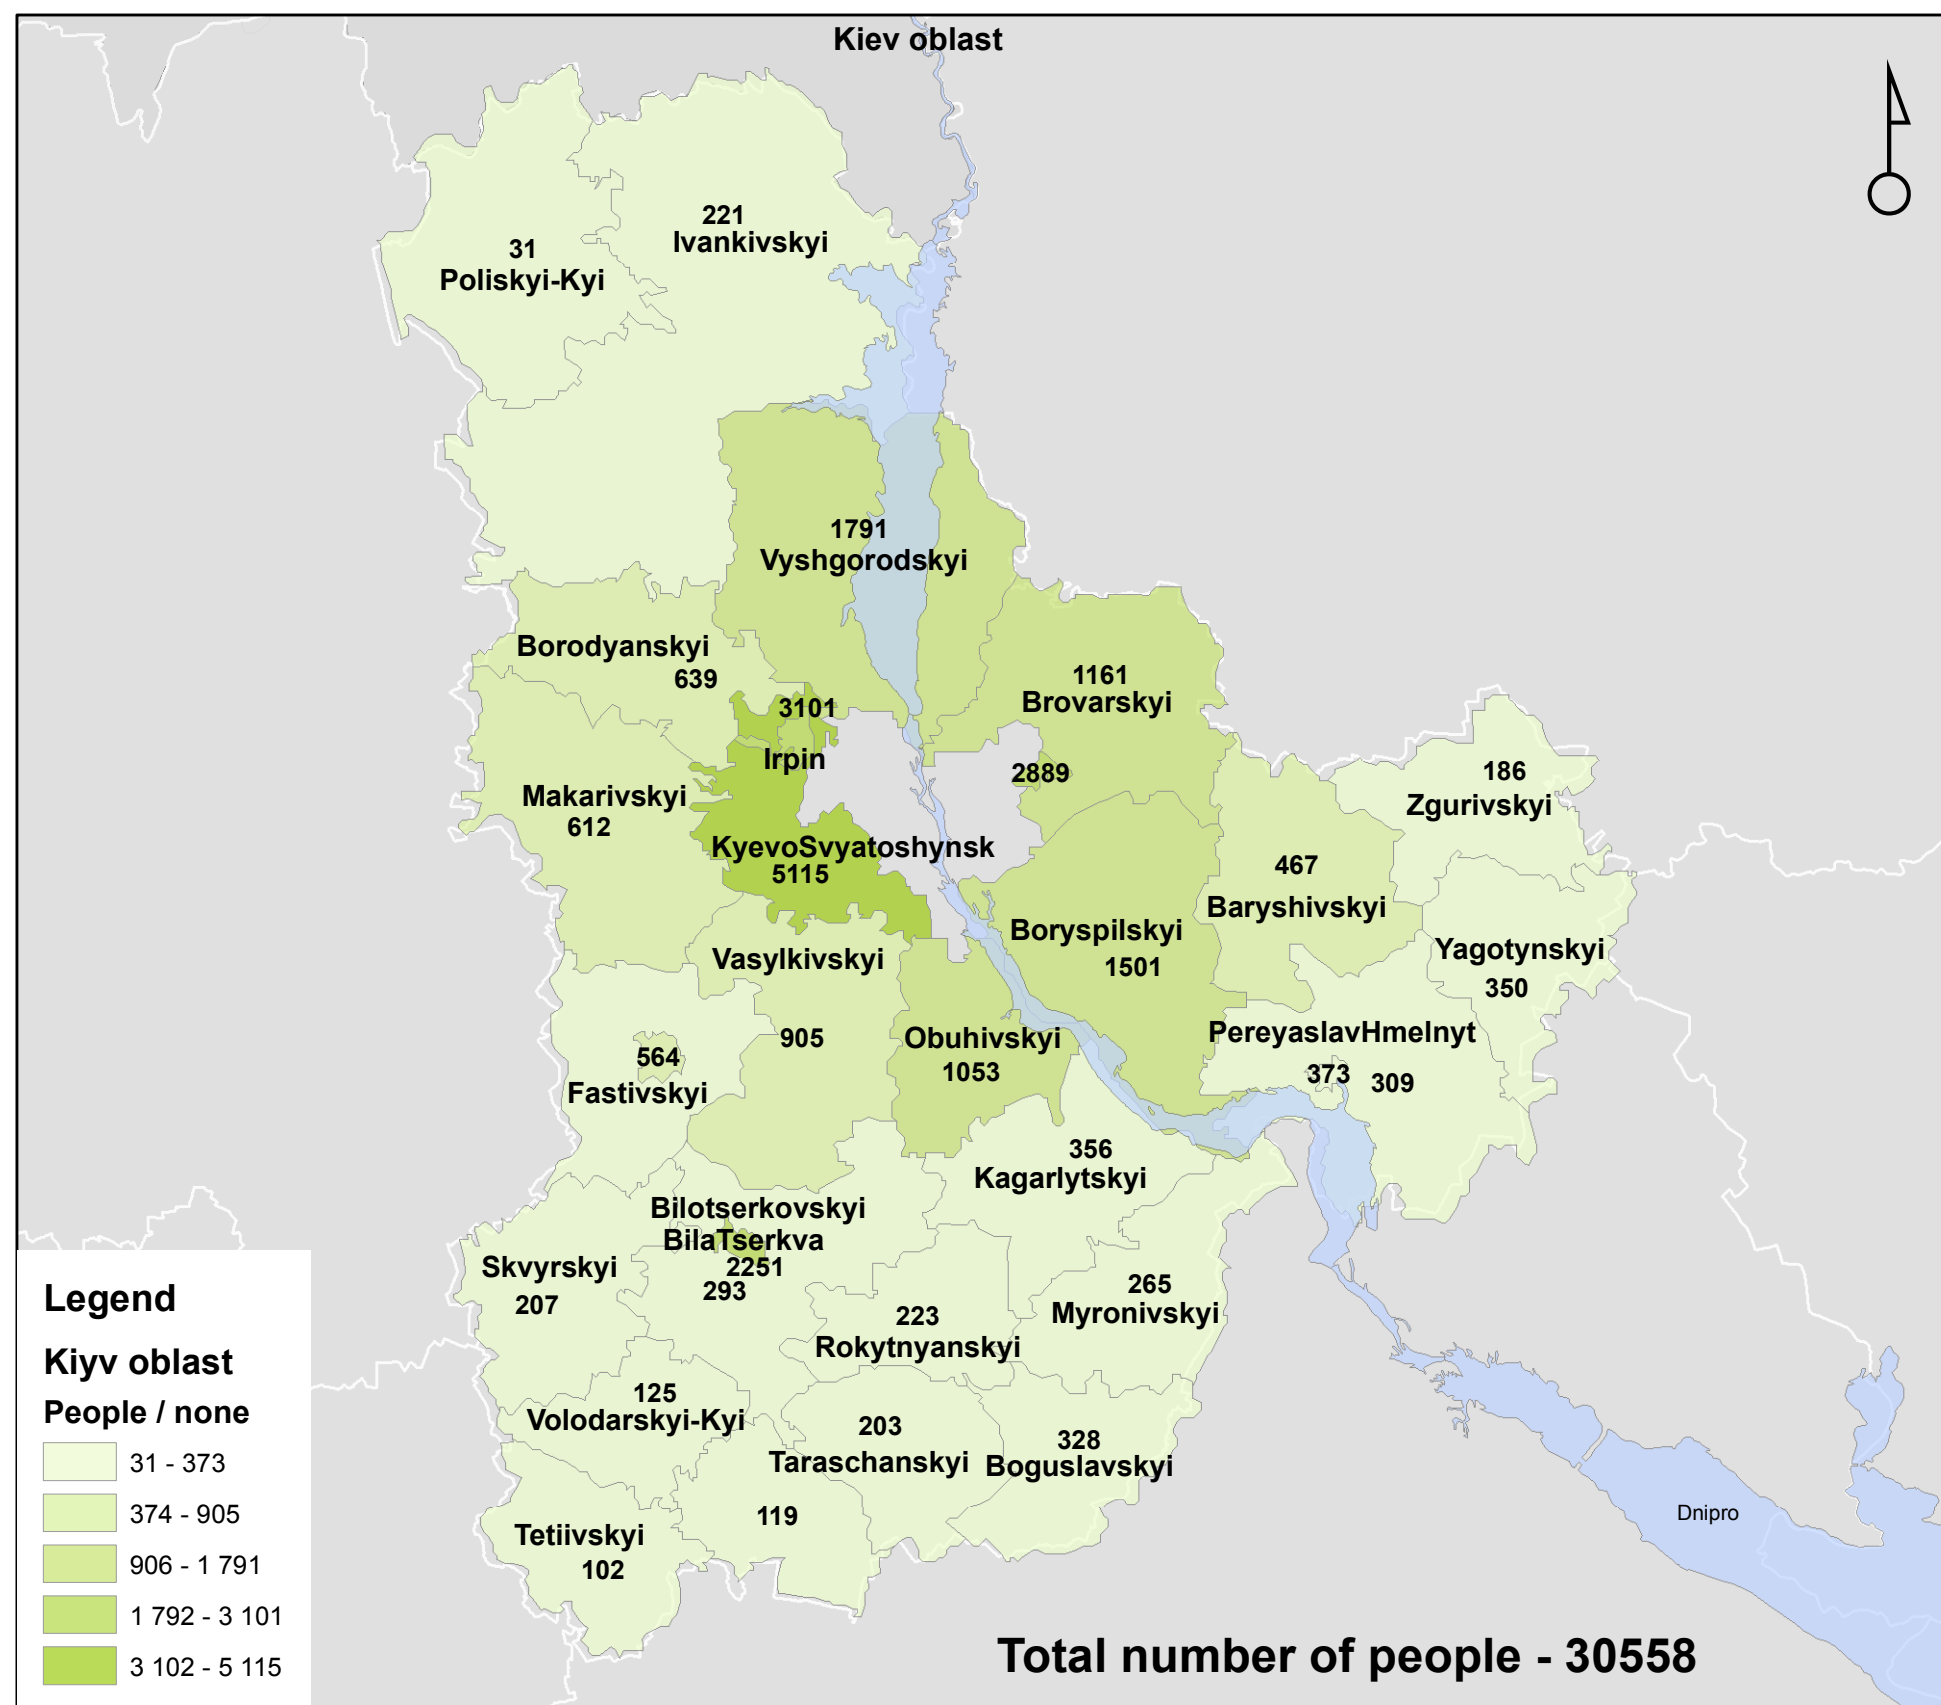 Kiev oblast
221
Ivankivskyi
31
Poliskyi-Kyi
1791
Vyshgorodskyi
Borodyanskyi
639
1161
Brovarskyi
3101
Irpin
2889
186
Zgurivskyi
Makarivskyi
612
KyevoSvyatoshynsk
5115
467
Baryshivskyi
Boryspilskyi
1501
Yagotynskyi
350
Vasylkivskyi
905
Obuhivskyi
1053
PereyaslavHmelnyt
373
309
564
Fastivskyi
356
Kagarlytskyi
Bilotserkovskyi
BilaTserkva
2251
293
Skvyrskyi
207
265
Myronivskyi
223
Rokytnyanskyi
125
Volodarskyi-Kyi
203
Taraschanskyi
328
Boguslavskyi
119
Tetiivskyi
102
Dnipro
Legend
Kiyv oblast
People / none
31 - 373
374 - 905
906 - 1 791
1 792 - 3 101
3 102 - 5 115
Total number of people - 30558